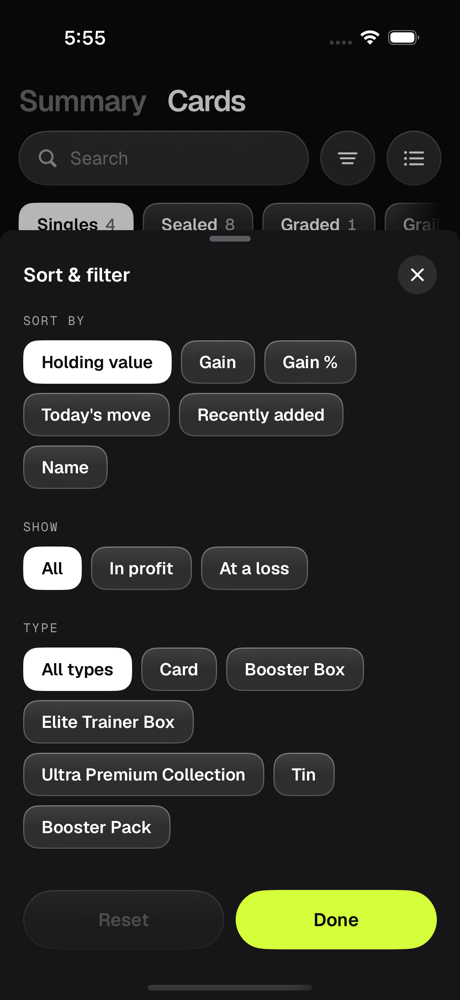 5:55
Summary Cards
Search
Singles 4 Sealed 8 Graded 1
Sort & filter
SORT BY
Holding value Gain Gain %
Today's move Recently added
Name
SHOW
All In profit At a loss
TYPE
All types Card Booster Box
Elite Trainer Box
Ultra Premium Collection Tin
Booster Pack
Reset Done